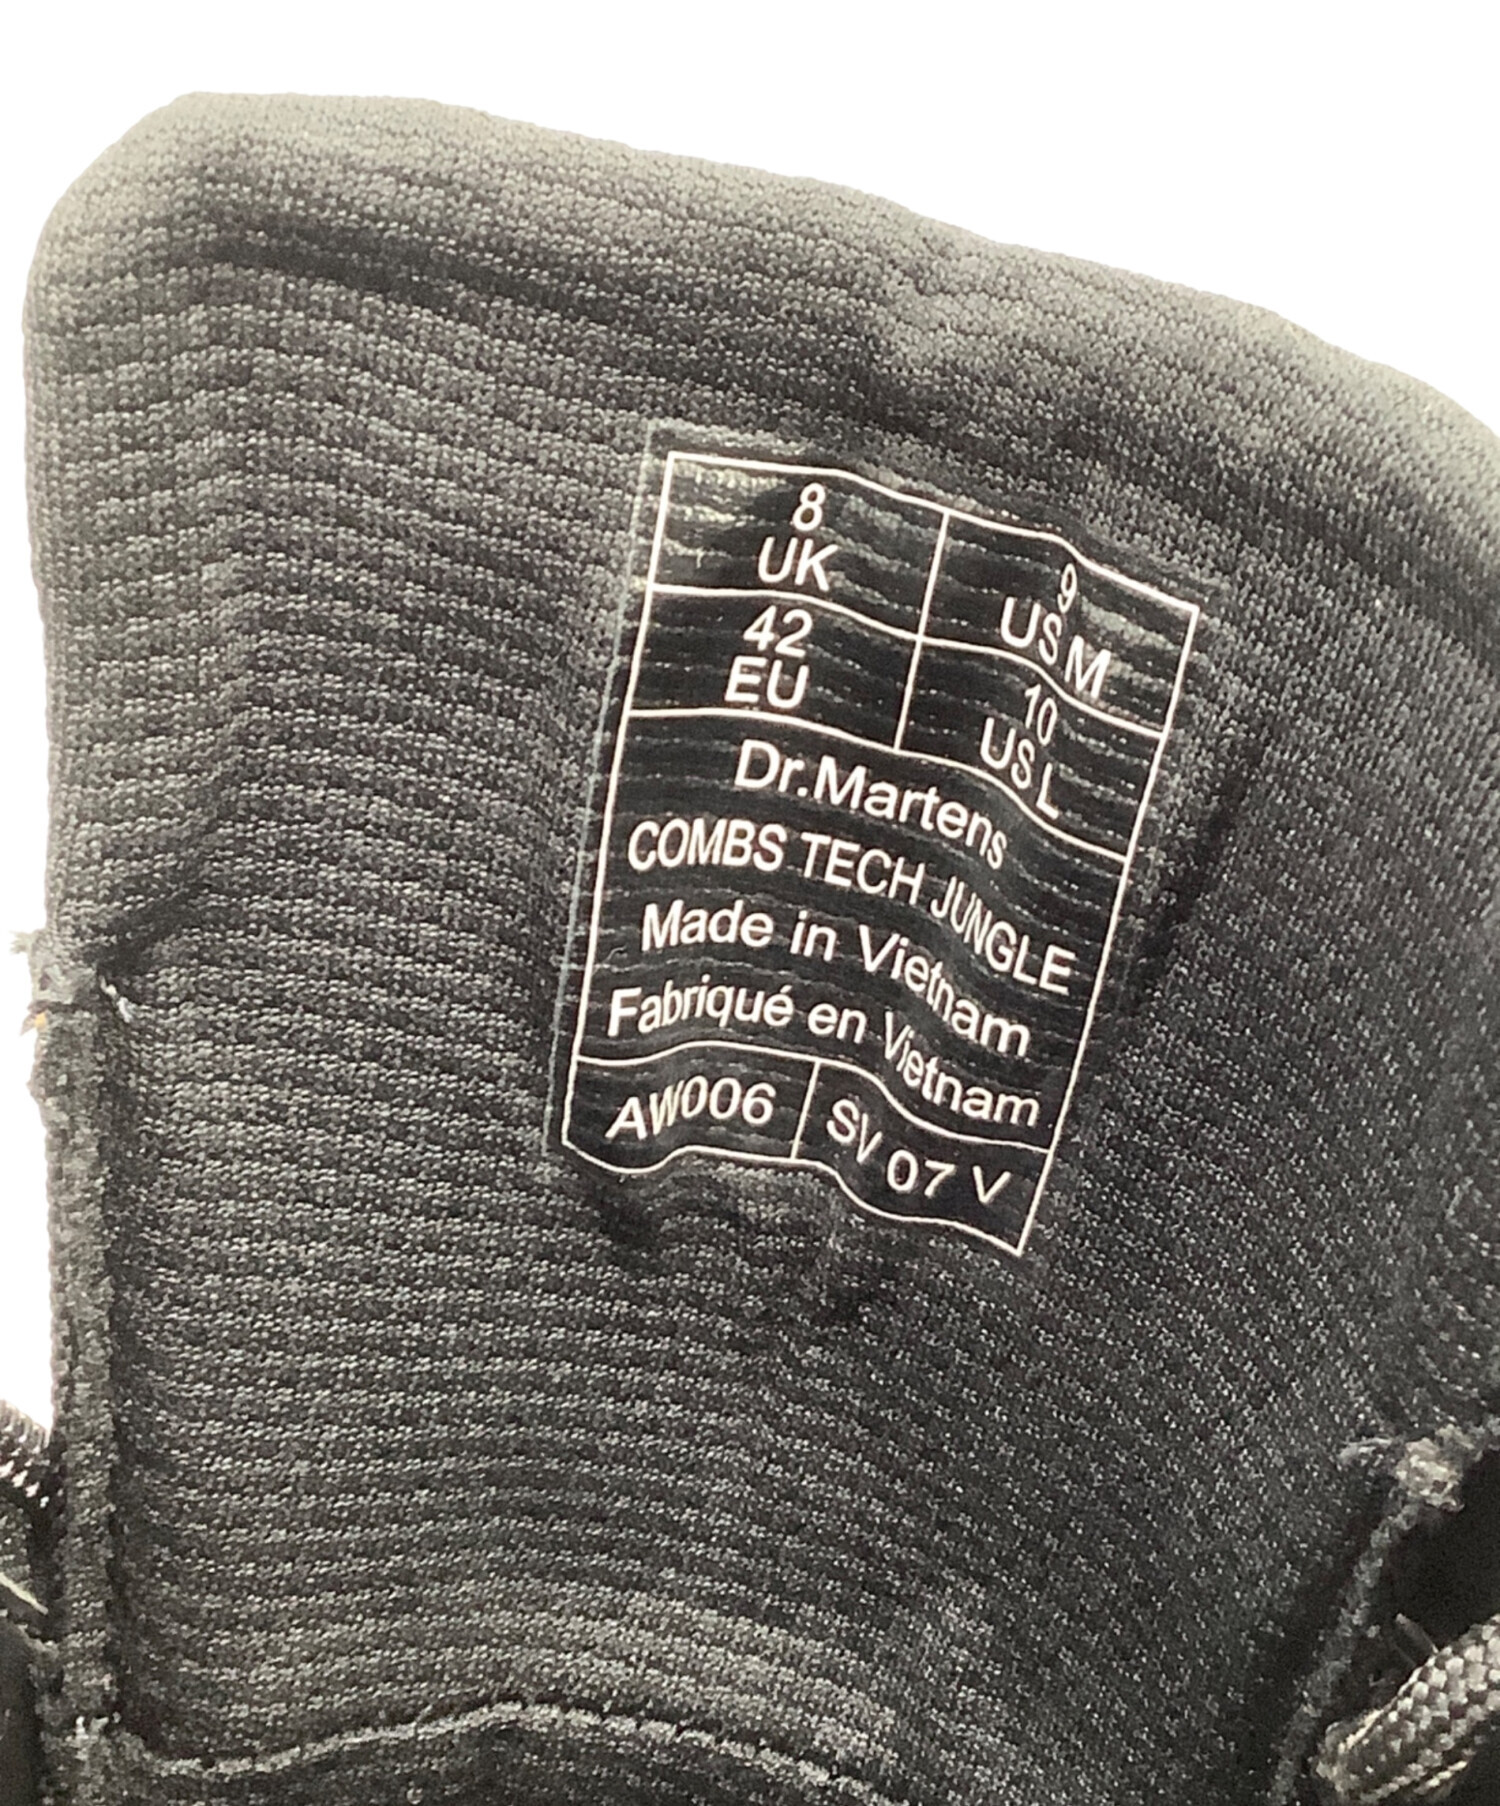 8
UK
9
US M
42
EU
10
US L
Dr.Martens
COMBS TECH JUNGLE
Made in Vietnam
Fabriqué en Vietnam
AW006
SV 07 V